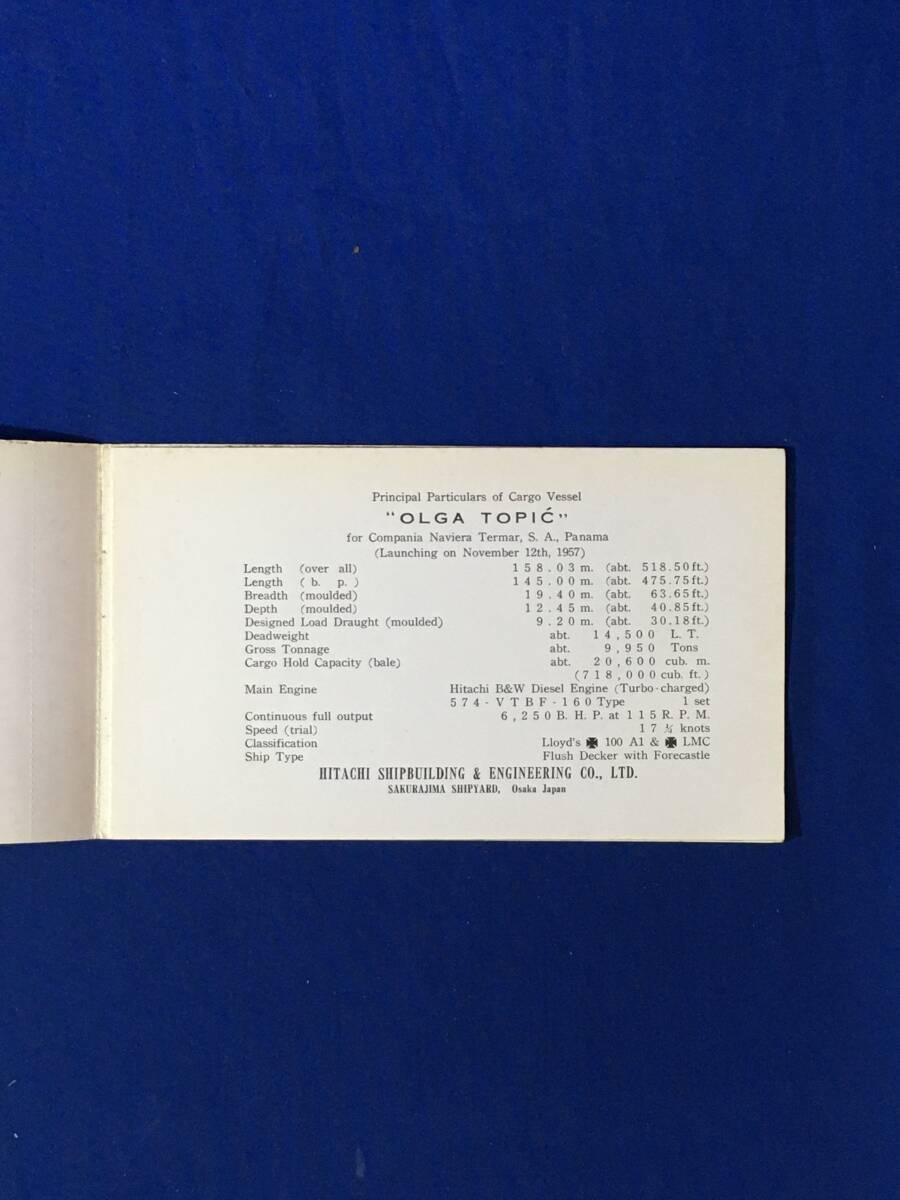 Principal Particulars of Cargo Vessel
"OLGA TOPIĆ"
for Compania Naviera Termar, S. A., Panama
(Launching on November 12th, 1957)
Length (over all) 158.03 m. (abt. 518.50 ft.)
Length ( b. p. ) 145.00 m. (abt. 475.75 ft.)
Breadth (moulded) 19.40 m. (abt. 63.65 ft.)
Depth (moulded) 12.45 m. (abt. 40.85 ft.)
Designed Load Draught (moulded) 9.20 m. (abt. 30.18 ft.)
Deadweight abt. 14,500 L. T.
Gross Tonnage abt. 9,950 Tons
Cargo Hold Capacity (bale) abt. 20,600 cub. m.
(718,000 cub. ft.)
Main Engine Hitachi B&W Diesel Engine (Turbo-charged)
574-VTBF-160 Type 1 set
Continuous full output 6,250 B. H. P. at 115 R. P. M.
Speed (trial) 17 knots
Classification Lloyd's ✠ 100 A1 & ✠ LMC
Ship Type Flush Decker with Forecastle
HITACHI SHIPBUILDING & ENGINEERING CO., LTD.
SAKURAJIMA SHIPYARD, Osaka Japan